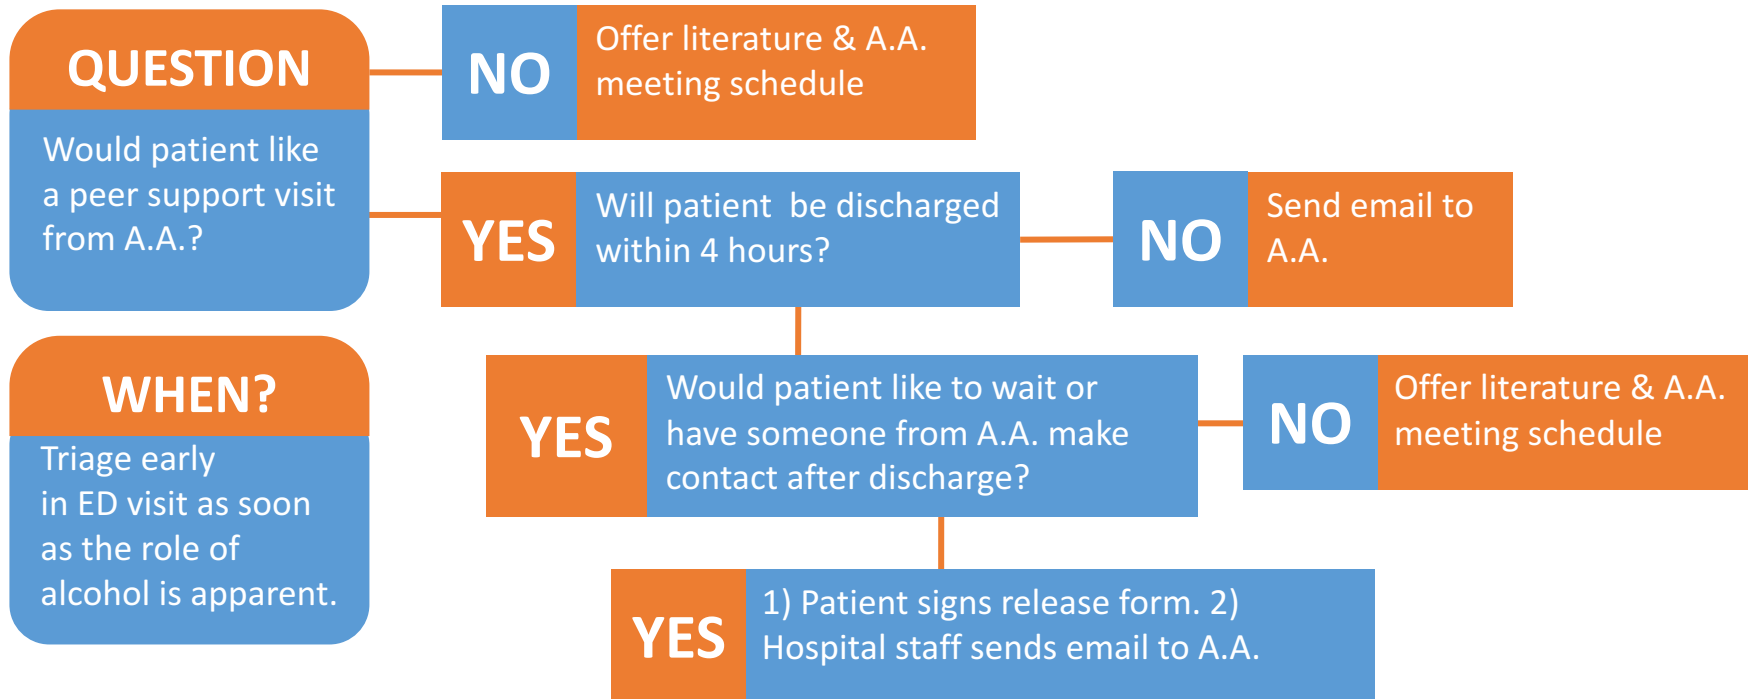 QUESTION
Would patient like
a peer support visit
from A.A.?
NO
Offer literature & A.A.
meeting schedule
YES
Will patient  be discharged
within 4 hours?
NO
Send email to
A.A.
WHEN?
Triage early
in ED visit as soon
as the role of
alcohol is apparent.
YES
Would patient like to wait or
have someone from A.A. make
contact after discharge?
NO
Offer literature & A.A.
meeting schedule
YES
1) Patient signs release form. 2)
Hospital staff sends email to A.A.